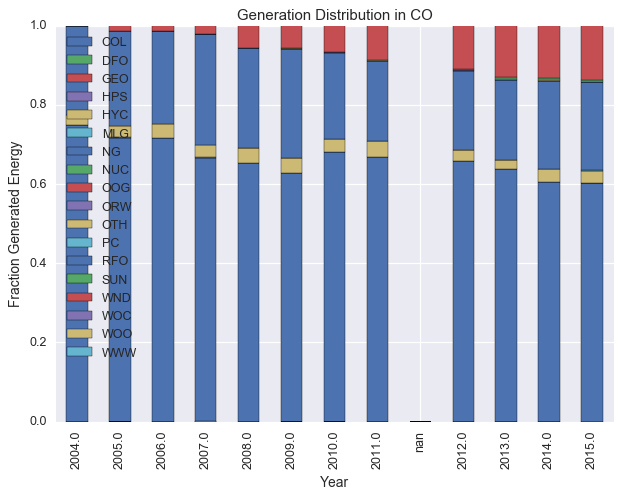 Generation Distribution in CO
1.0
0.8
0.6
0.4
0.2
0.0
Fraction Generated Energy
COL
DFO
GEO
HPS
HYC
MLG
NG
NUC
OOG
ORW
OTH
PC
RFO
SUN
WND
WOC
WOO
WWW
2004.0
2005.0
2006.0
2007.0
2008.0
2009.0
2010.0
2011.0
nan
2012.0
2013.0
2014.0
2015.0
Year